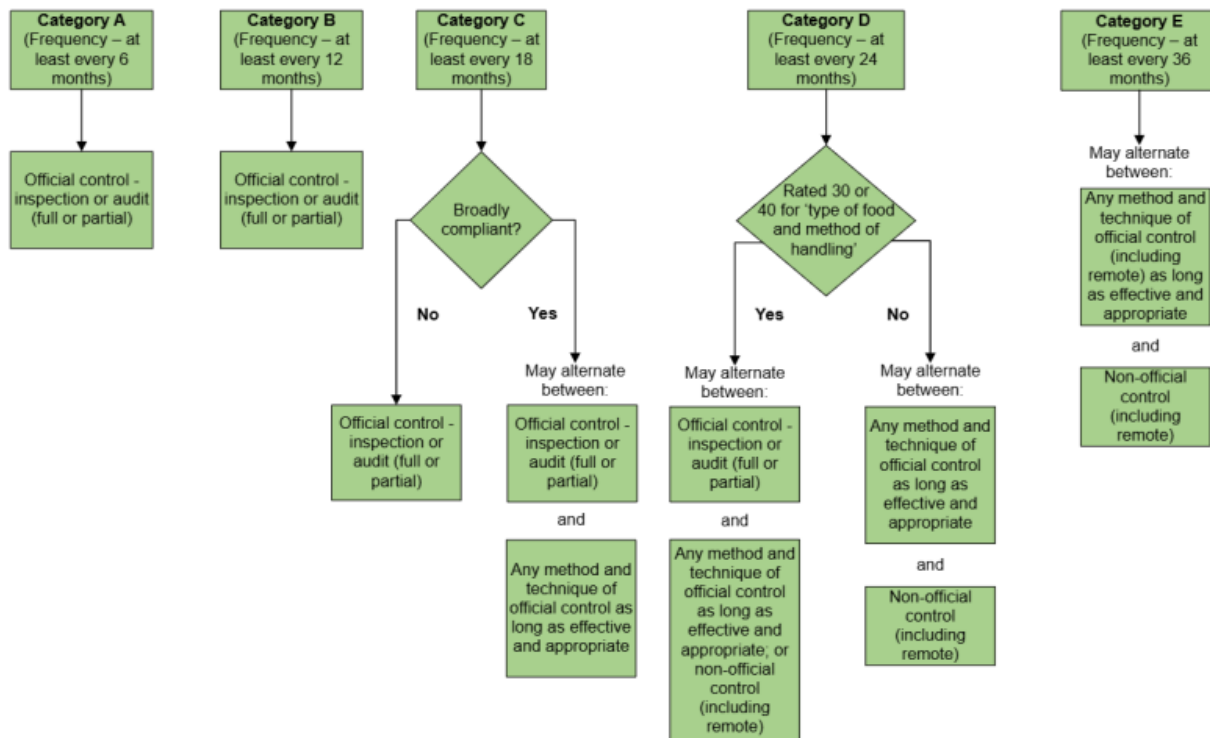 Category A
(Frequency – at
least every 6
months)
Official control -
inspection or audit
(full or partial)
Category B
(Frequency – at
least every 12
months)
Official control -
inspection or audit
(full or partial)
Category C
(Frequency – at
least every 18
months)
Broadly
compliant?
No
Official control -
inspection or
audit (full or
partial)
Yes
May alternate
between:
Official control -
inspection or
audit (full or
partial)
and
Any method and
technique of
official control as
long as effective
and appropriate
Category D
(Frequency – at
least every 24
months)
Rated 30 or
40 for ‘type of food
and method of
handling’
Yes
May alternate
between:
Official control -
inspection or
audit (full or
partial)
and
Any method and
technique of
official control
as long as
effective and
appropriate; or
non-official
control
(including
remote)
No
May alternate
between:
Any method and
technique of
official control
as long as
effective and
appropriate
and
Non-official
control
(including
remote)
Category E
(Frequency – at
least every 36
months)
May alternate
between:
Any method and
technique of
official control
(including
remote) as long
as effective and
appropriate
and
Non-official
control
(including
remote)